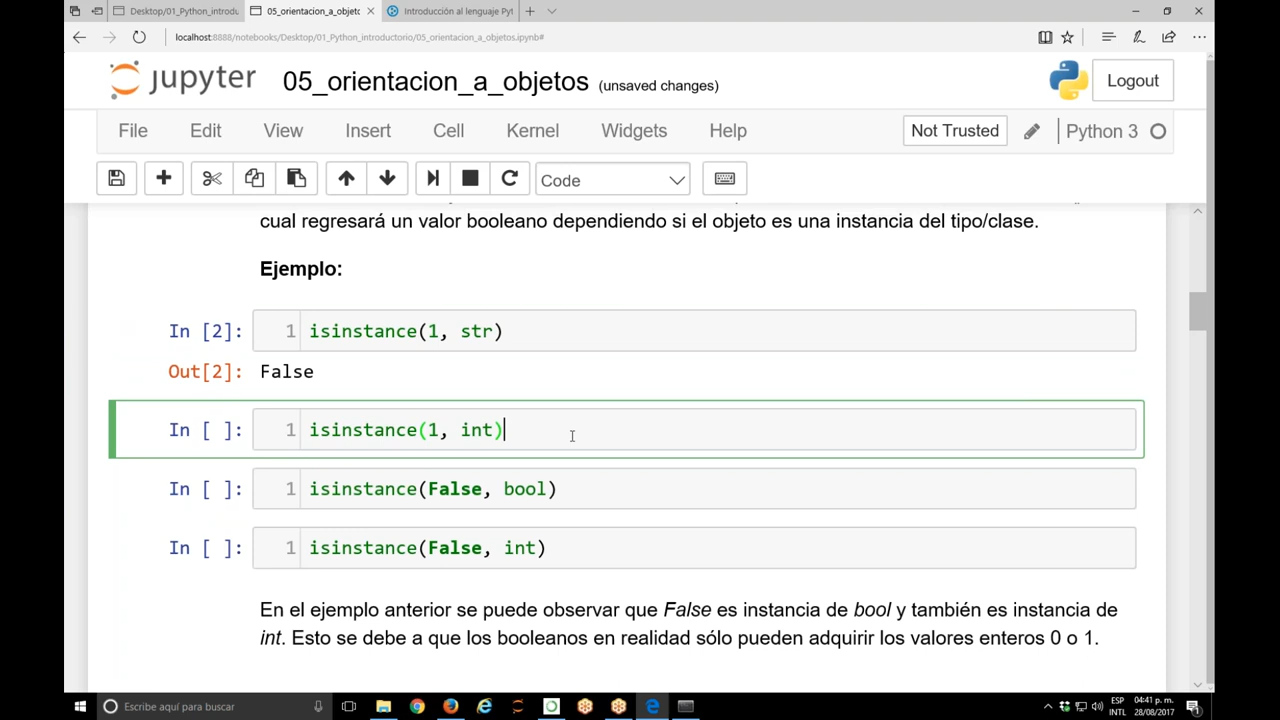 Desktop/01_Python_introdu
05_orientacion_a_objeto
Introducción al lenguaje Pyt
localhost:8888/notebooks/Desktop/01_Python_introductorio/05_orientacion_a_objetos.ipynb#
jupyter 05_orientacion_a_objetos (unsaved changes)
Logout
File Edit View Insert Cell Kernel Widgets Help
Not Trusted
Python 3
Code
cual regresará un valor booleano dependiendo si el objeto es una instancia del tipo/clase.
Ejemplo:
In [2]: 1 isinstance(1, str)
Out[2]: False
In [ ]: 1 isinstance(1, int)
In [ ]: 1 isinstance(False, bool)
In [ ]: 1 isinstance(False, int)
En el ejemplo anterior se puede observar que False es instancia de bool y también es instancia de
int. Esto se debe a que los booleanos en realidad sólo pueden adquirir los valores enteros 0 o 1.
Escribe aquí para buscar
ESP
INTL
04:41 p. m.
28/08/2017